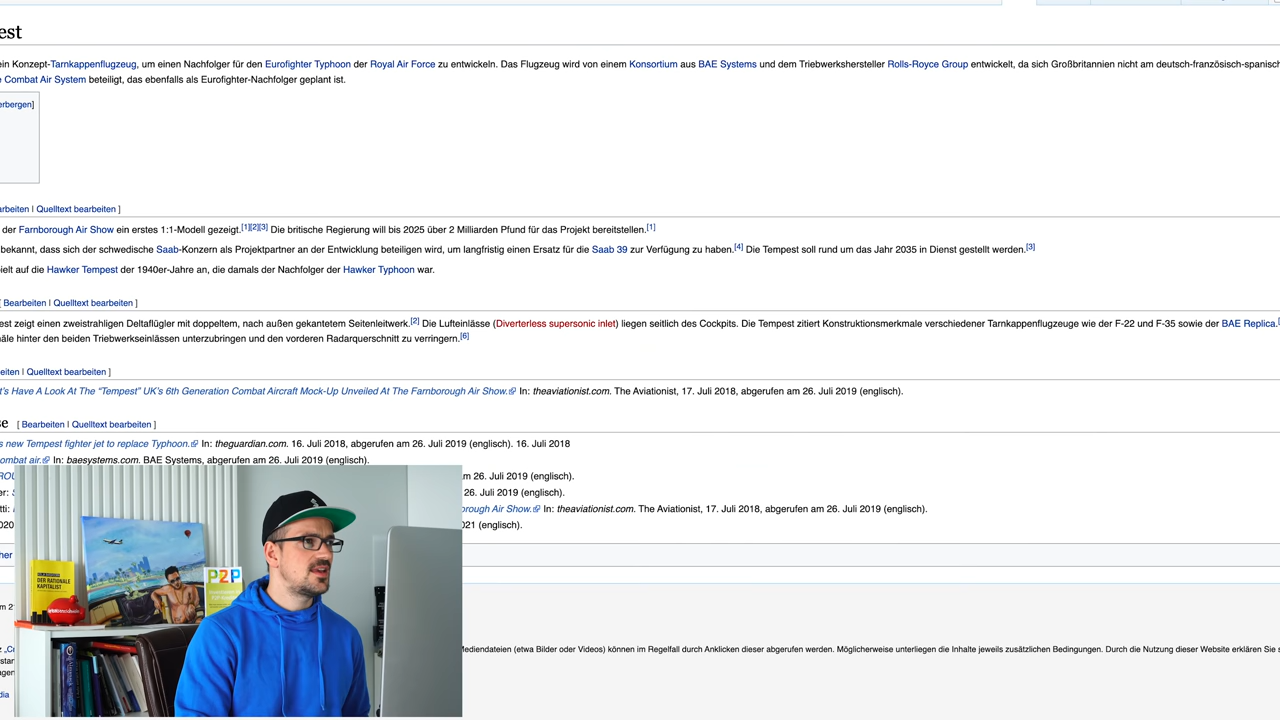 est
ein Konzept-Tarnkappenflugzeug, um einen Nachfolger für den Eurofighter Typhoon der Royal Air Force zu entwickeln. Das Flugzeug wird von einem Konsortium aus BAE Systems und dem Triebwerkshersteller Rolls-Royce Group entwickelt, da sich Großbritannien nicht am deutsch-französisch-spanisch
e Combat Air System beteiligt, das ebenfalls als Eurofighter-Nachfolger geplant ist.
erbergen]
arbeiten | Quelltext bearbeiten ]
der Farnborough Air Show ein erstes 1:1-Modell gezeigt.[1][2][3] Die britische Regierung will bis 2025 über 2 Milliarden Pfund für das Projekt bereitstellen.[1]
bekannt, dass sich der schwedische Saab-Konzern als Projektpartner an der Entwicklung beteiligen wird, um langfristig einen Ersatz für die Saab 39 zur Verfügung zu haben.[4] Die Tempest soll rund um das Jahr 2035 in Dienst gestellt werden.[3]
ielt auf die Hawker Tempest der 1940er-Jahre an, die damals der Nachfolger der Hawker Typhoon war.
[ Bearbeiten | Quelltext bearbeiten ]
est zeigt einen zweistrahligen Deltaflügler mit doppeltem, nach außen gekantetem Seitenleitwerk.[2] Die Lufteinlässe (Diverterless supersonic inlet) liegen seitlich des Cockpits. Die Tempest zitiert Konstruktionsmerkmale verschiedener Tarnkappenflugzeuge wie der F-22 und F-35 sowie der BAE Replica.
äle hinter den beiden Triebwerkseinlässen unterzubringen und den vorderen Radarquerschnitt zu verringern.[6]
eiten | Quelltext bearbeiten ]
t's Have A Look At The "Tempest" UK's 6th Generation Combat Aircraft Mock-Up Unveiled At The Farnborough Air Show. In: theaviationist.com. The Aviationist, 17. Juli 2018, abgerufen am 26. Juli 2019 (englisch).
se [ Bearbeiten | Quelltext bearbeiten ]
s new Tempest fighter jet to replace Typhoon. In: theguardian.com. 16. Juli 2018, abgerufen am 26. Juli 2019 (englisch). 16. Juli 2018
ombat air. In: baesystems.com. BAE Systems, abgerufen am 26. Juli 2019 (englisch).
ROU m 26. Juli 2019 (englisch).
er: 26. Juli 2019 (englisch).
tti: orough Air Show. In: theaviationist.com. The Aviationist, 17. Juli 2018, abgerufen am 26. Juli 2019 (englisch).
020 021 (englisch).
her
DER RATIONALE
KAPITALIST
P2P
m 2
Mediendateien (etwa Bilder oder Videos) können im Regelfall durch Anklicken dieser abgerufen werden. Möglicherweise unterliegen die Inhalte jeweils zusätzlichen Bedingungen. Durch die Nutzung dieser Website erklären Sie s
stan
agen
dia